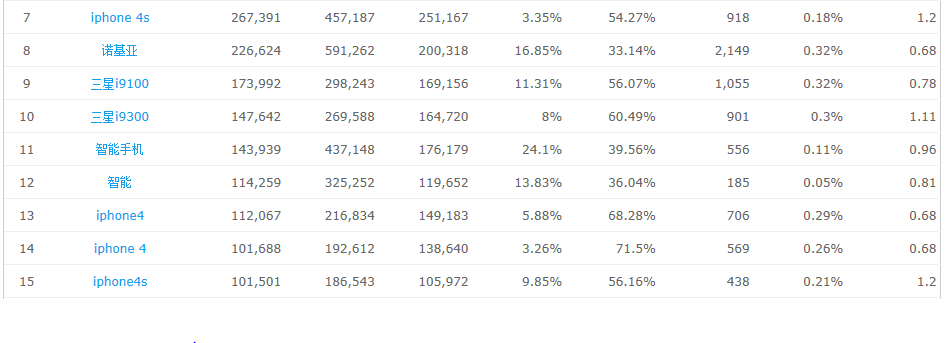 7 iphone 4s 267,391 457,187 251,167 3.35% 54.27% 918 0.18% 1.2
8 诺基亚 226,624 591,262 200,318 16.85% 33.14% 2,149 0.32% 0.68
9 三星i9100 173,992 298,243 169,156 11.31% 56.07% 1,055 0.32% 0.78
10 三星i9300 147,642 269,588 164,720 8% 60.49% 901 0.3% 1.11
11 智能手机 143,939 437,148 176,179 24.1% 39.56% 556 0.11% 0.96
12 智能 114,259 325,252 119,652 13.83% 36.04% 185 0.05% 0.81
13 iphone4 112,067 216,834 149,183 5.88% 68.28% 706 0.29% 0.68
14 iphone 4 101,688 192,612 138,640 3.26% 71.5% 569 0.26% 0.68
15 iphone4s 101,501 186,543 105,972 9.85% 56.16% 438 0.21% 1.2